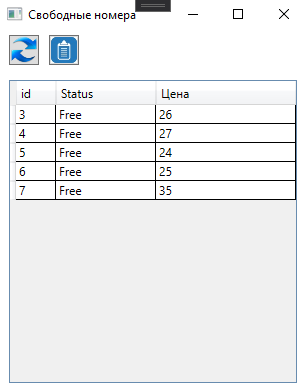 Свободные номера
id Status Цена
3 Free 26
4 Free 27
5 Free 24
6 Free 25
7 Free 35